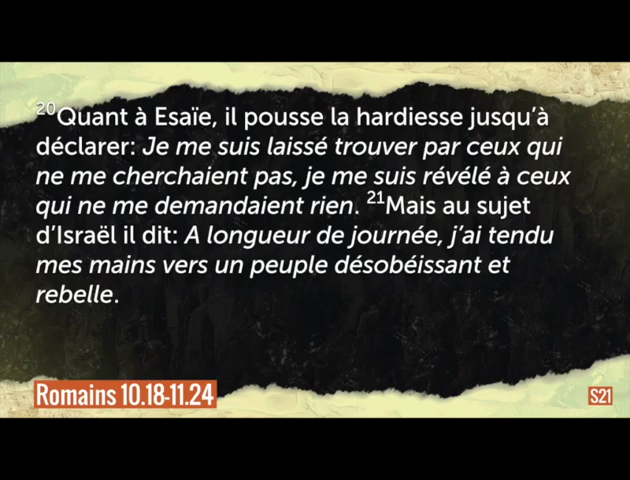 ²⁰Quant à Esaïe, il pousse la hardiesse jusqu’à
déclarer: Je me suis laissé trouver par ceux qui
ne me cherchaient pas, je me suis révélé à ceux
qui ne me demandaient rien. ²¹Mais au sujet
d’Israël il dit: A longueur de journée, j’ai tendu
mes mains vers un peuple désobéissant et
rebelle.
Romains 10.18-11.24
S21